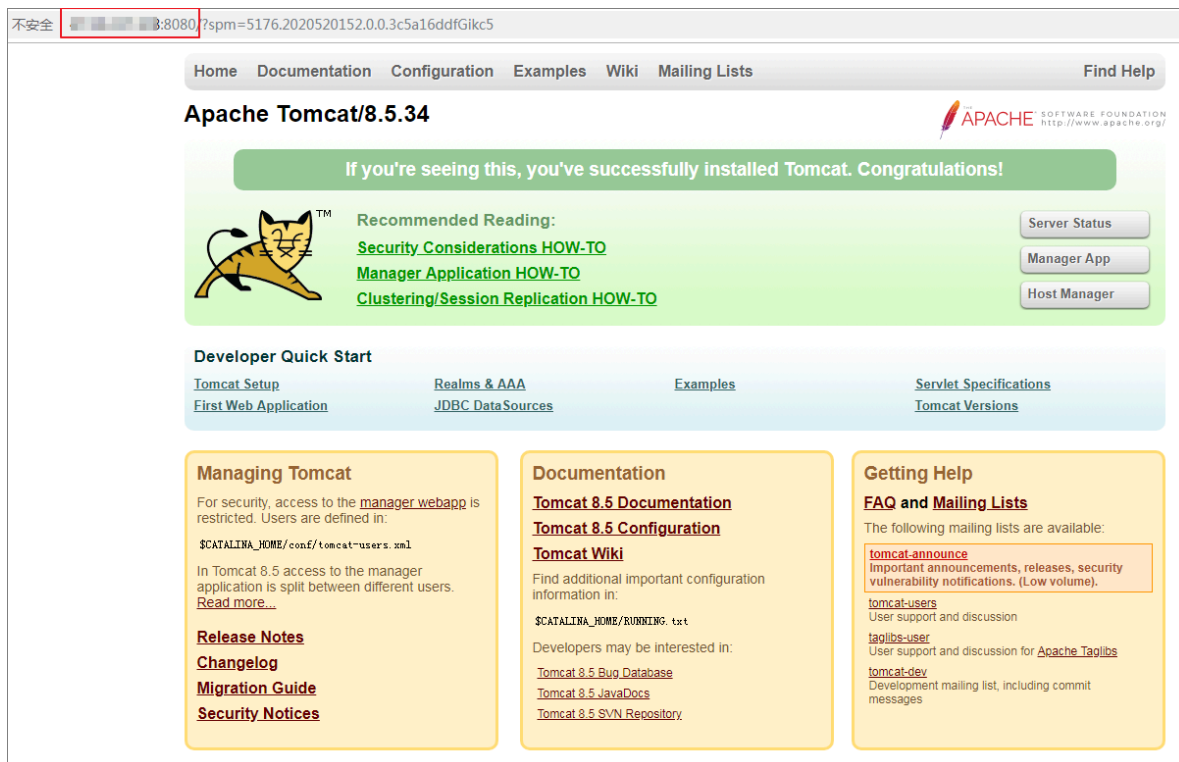 不安全 :8080/?spm=5176.2020520152.0.0.3c5a16ddfGikc5
Home Documentation Configuration Examples Wiki Mailing Lists Find Help
Apache Tomcat/8.5.34
THE
APACHE SOFTWARE FOUNDATION
http://www.apache.org/
If you're seeing this, you've successfully installed Tomcat. Congratulations!
TM
Recommended Reading:
Security Considerations HOW-TO
Manager Application HOW-TO
Clustering/Session Replication HOW-TO
Server Status
Manager App
Host Manager
Developer Quick Start
Tomcat Setup
First Web Application
Realms & AAA
JDBC DataSources
Examples
Servlet Specifications
Tomcat Versions
Managing Tomcat
For security, access to the manager webapp is
restricted. Users are defined in:
$CATALINA_HOME/conf/tomcat-users.xml
In Tomcat 8.5 access to the manager
application is split between different users.
Read more...
Release Notes
Changelog
Migration Guide
Security Notices
Documentation
Tomcat 8.5 Documentation
Tomcat 8.5 Configuration
Tomcat Wiki
Find additional important configuration
information in:
$CATALINA_HOME/RUNNING.txt
Developers may be interested in:
Tomcat 8.5 Bug Database
Tomcat 8.5 JavaDocs
Tomcat 8.5 SVN Repository
Getting Help
FAQ and Mailing Lists
The following mailing lists are available:
tomcat-announce
Important announcements, releases, security
vulnerability notifications. (Low volume).
tomcat-users
User support and discussion
taglibs-user
User support and discussion for Apache Taglibs
tomcat-dev
Development mailing list, including commit
messages